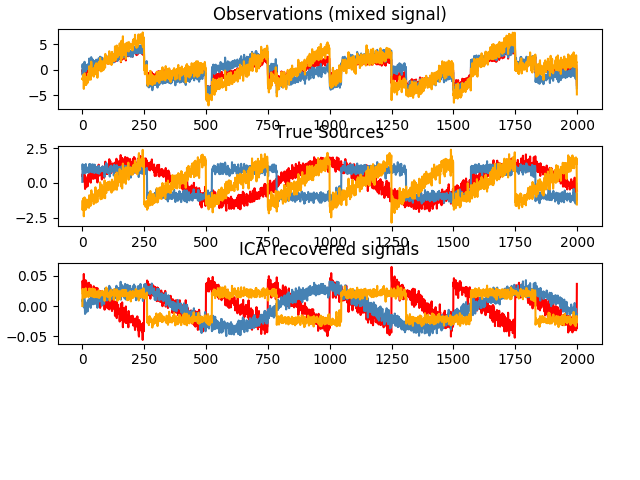 Observations (mixed signal)
5
0
−5
0 250 500 750 1000 1250 1500 1750 2000
True Sources
2.5
0.0
−2.5
0 250 500 750 1000 1250 1500 1750 2000
ICA recovered signals
0.05
0.00
−0.05
0 250 500 750 1000 1250 1500 1750 2000